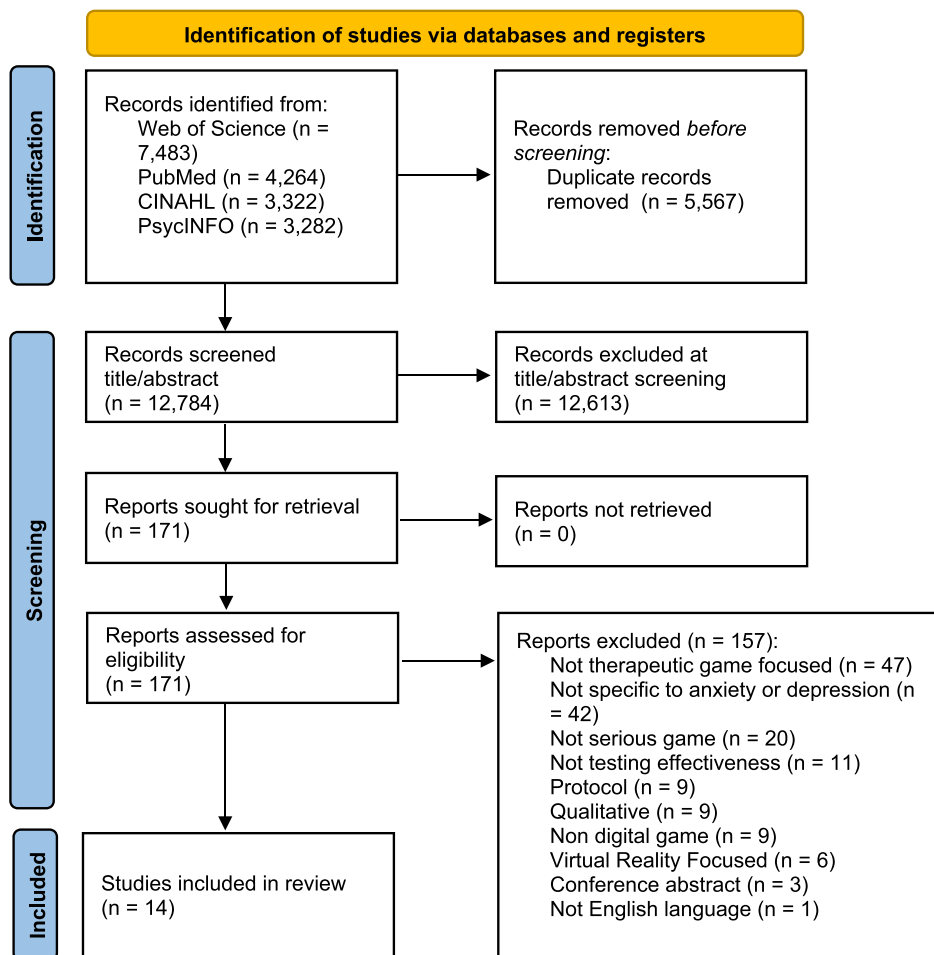 Identification of studies via databases and registers
Identification
Records identified from:
Web of Science (n =
7,483)
PubMed (n = 4,264)
CINAHL (n = 3,322)
PsycINFO (n = 3,282)
Records removed before
screening:
Duplicate records
removed  (n = 5,567)
Screening
Records screened
title/abstract
(n = 12,784)
Records excluded at
title/abstract screening
(n = 12,613)
Reports sought for retrieval
(n = 171)
Reports not retrieved
(n = 0)
Reports assessed for
eligibility
(n = 171)
Reports excluded (n = 157):
Not therapeutic game focused (n = 47)
Not specific to anxiety or depression (n
= 42)
Not serious game (n = 20)
Not testing effectiveness (n = 11)
Protocol (n = 9)
Qualitative (n = 9)
Non digital game (n = 9)
Virtual Reality Focused (n = 6)
Conference abstract (n = 3)
Not English language (n = 1)
Included
Studies included in review
(n = 14)